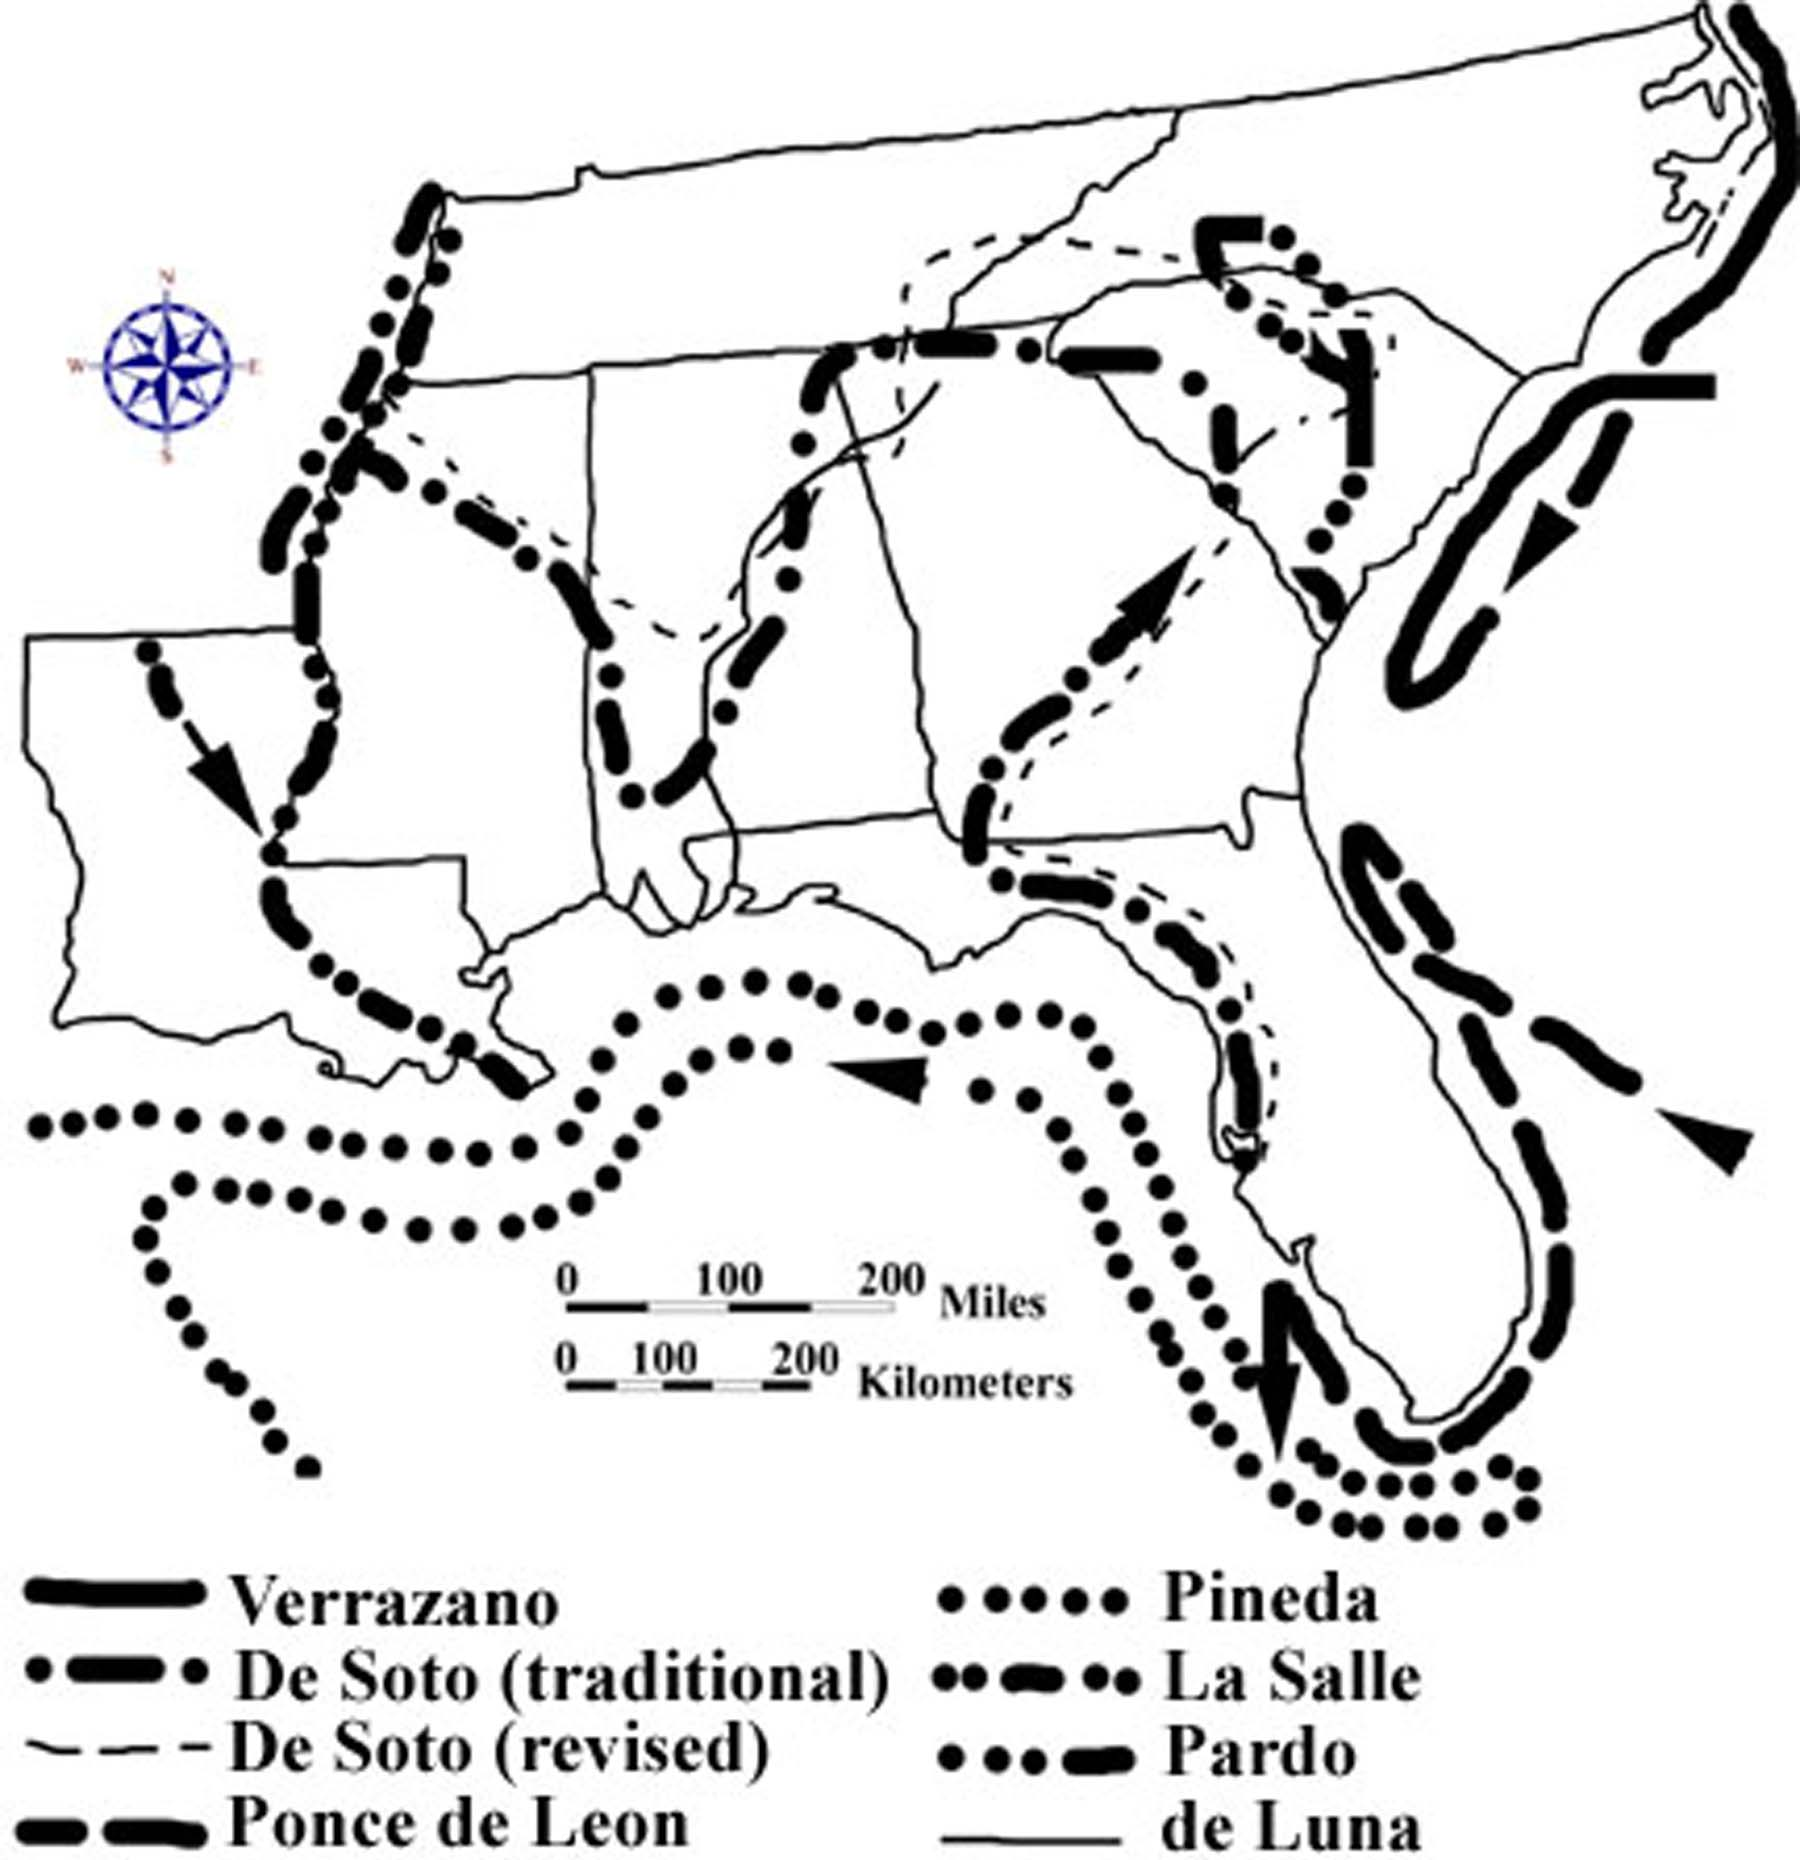 N
W E
S
0 100 200 Miles
0 100 200 Kilometers
Verrazano
De Soto (traditional)
De Soto (revised)
Ponce de Leon
Pineda
La Salle
Pardo
de Luna